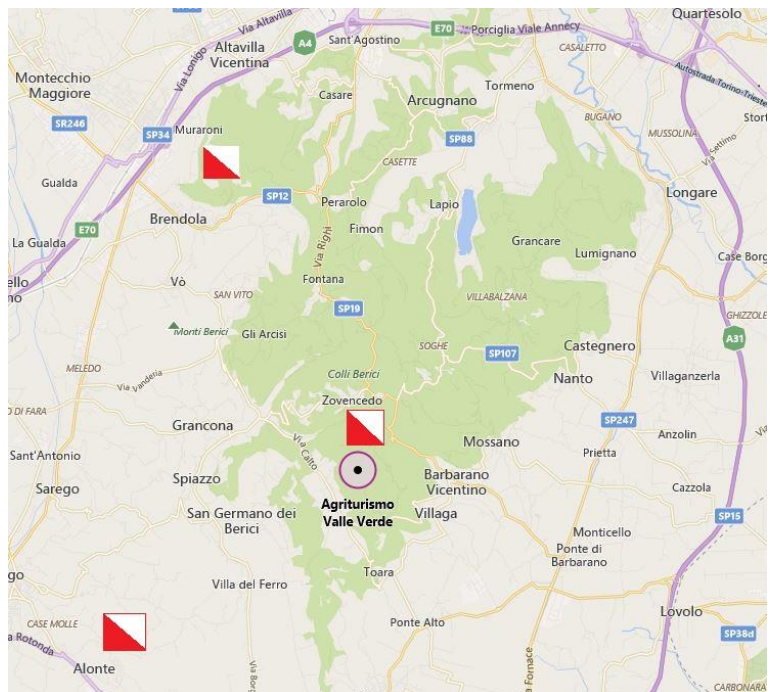 Quartesolo
Via Altavilla
E70
Porciglia Viale Annecy
Sant'Agostino
A4
Altavilla
Vicentina
CASALETTO
Via Lonigo
Montecchio
Maggiore
Autostrada Torino-Trieste
Tormeno
Casare
Arcugnano
BUGANO
Stort
SR246
SP34
Muraroni
MUSSOLINA
SP88
Via Settimo
CASETTE
Gualda
Longare
SP12
Perarolo
Lapio
Brendola
Fimon
E70
La Gualda
Via Righi
Grancare
Lumignano
Case Borg
ello
no
Vò
Fontana
SAN VITO
VILLABALZANA
SP19
GHIZZOLE
Monti Berici
Gli Arcisi
A31
SOGHE
Castegnero
SP107
MELEDO
Colli Berici
Nanto
Villaganzerla
Via Vanderia
Zovencedo
O DI FARA
Grancona
SP247
Anzolin
Via Calto
Mossano
Sant'Antonio
Prietta
Spiazzo
Barbarano
Vicentino
Sarego
Cazzola
Agriturismo
Valle Verde
San Germano dei
Berici
Villaga
SP15
Monticello
Ponte di
Barbarano
go
Toara
Villa del Ferro
Lovolo
CASE MOLLE
Ponte Alto
SP38d
a Rotonda
Alonte
Via Bor
a Fornace
CARBONARA